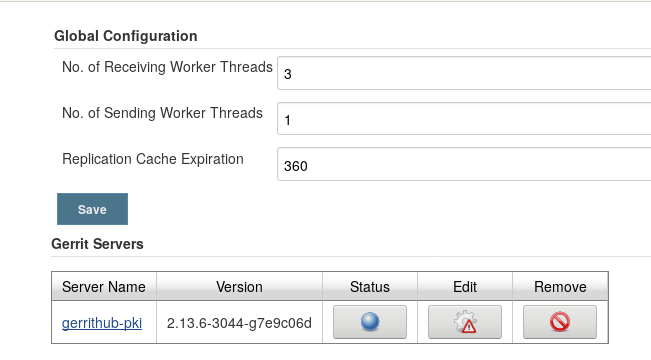 Global Configuration
No. of Receiving Worker Threads 3
No. of Sending Worker Threads 1
Replication Cache Expiration 360
Save
Gerrit Servers
Server Name Version Status Edit Remove
gerrithub-pki 2.13.6-3044-g7e9c06d